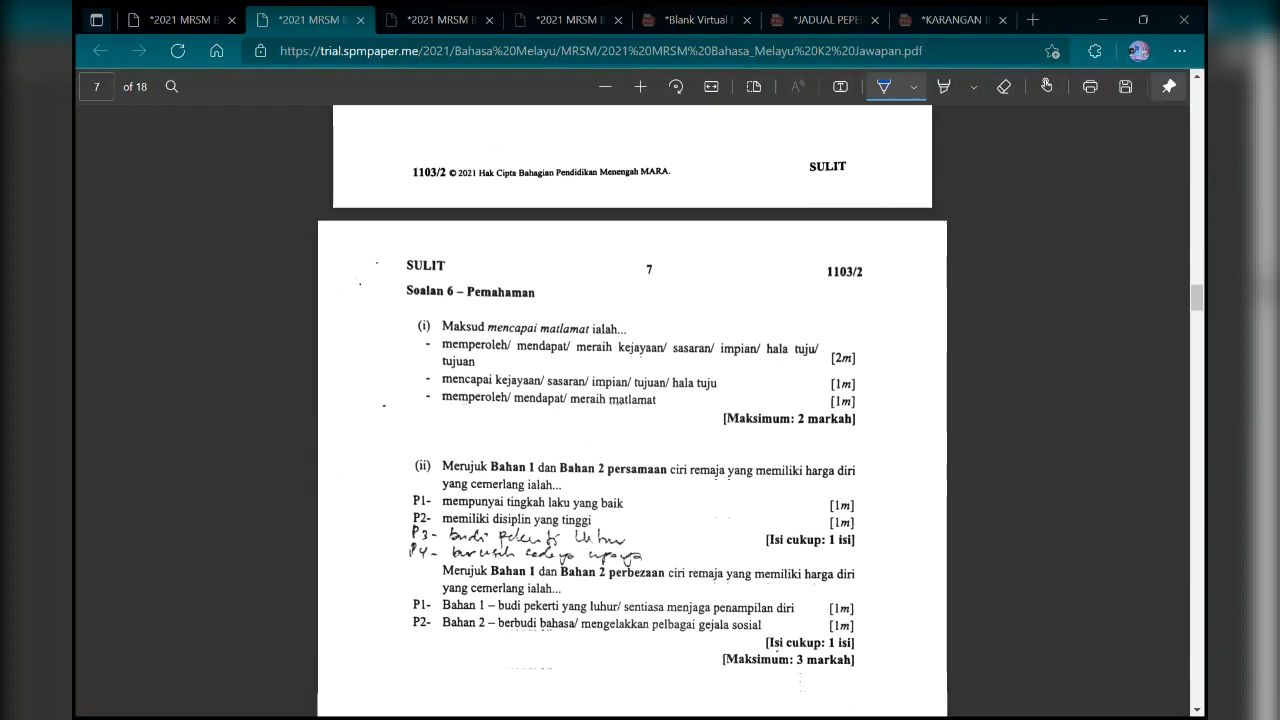 *2021 MRSM B
*2021 MRSM B
*2021 MRSM B
*2021 MRSM B
*Blank Virtual F
*JADUAL PEPE
*KARANGAN B
https://trial.spmpaper.me/2021/Bahasa%20Melayu/MRSM/2021%20MRSM%20Bahasa_Melayu%20K2%20Jawapan.pdf
7 of 18
1103/2 © 2021 Hak Cipta Bahagian Pendidikan Menengah MARA. SULIT
SULIT 7 1103/2
Soalan 6 – Pemahaman
(i) Maksud mencapai matlamat ialah...
- memperoleh/ mendapat/ meraih kejayaan/ sasaran/ impian/ hala tuju/
tujuan [2m]
- mencapai kejayaan/ sasaran/ impian/ tujuan/ hala tuju [1m]
- memperoleh/ mendapat/ meraih matlamat [1m]
[Maksimum: 2 markah]
(ii) Merujuk Bahan 1 dan Bahan 2 persamaan ciri remaja yang memiliki harga diri
yang cemerlang ialah...
P1- mempunyai tingkah laku yang baik [1m]
P2- memiliki disiplin yang tinggi [1m]
P3- budi pekerti luhur
[Isi cukup: 1 isi]
P4- berusaha upaya
Merujuk Bahan 1 dan Bahan 2 perbezaan ciri remaja yang memiliki harga diri
yang cemerlang ialah...
P1- Bahan 1 – budi pekerti yang luhur/ sentiasa menjaga penampilan diri [1m]
P2- Bahan 2 – berbudi bahasa/ mengelakkan pelbagai gejala sosial [1m]
[Isi cukup: 1 isi]
[Maksimum: 3 markah]